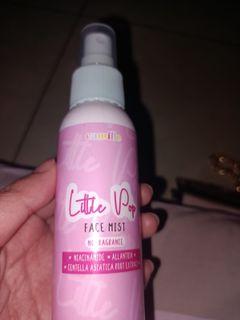 Little Pop
FACE MIST
NO FRAGRANCE
• NIACINAMIDE • ALLANTOIN •
CENTELLA ASIATICA ROOT EXTRACT